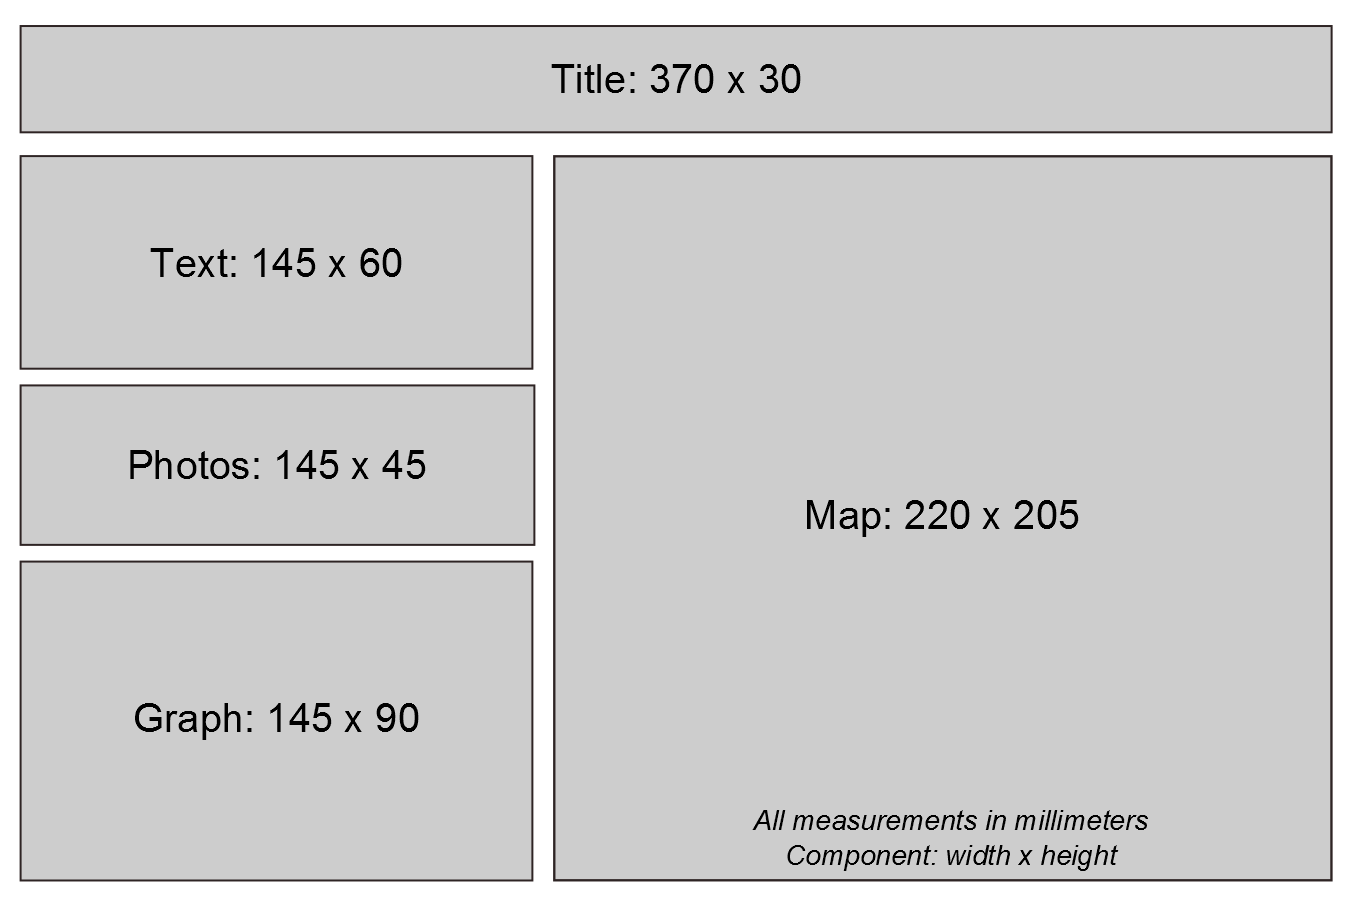 Title: 370 x 30
Text: 145 x 60
Photos: 145 x 45
Graph: 145 x 90
Map: 220 x 205
All measurements in millimeters
Component: width x height